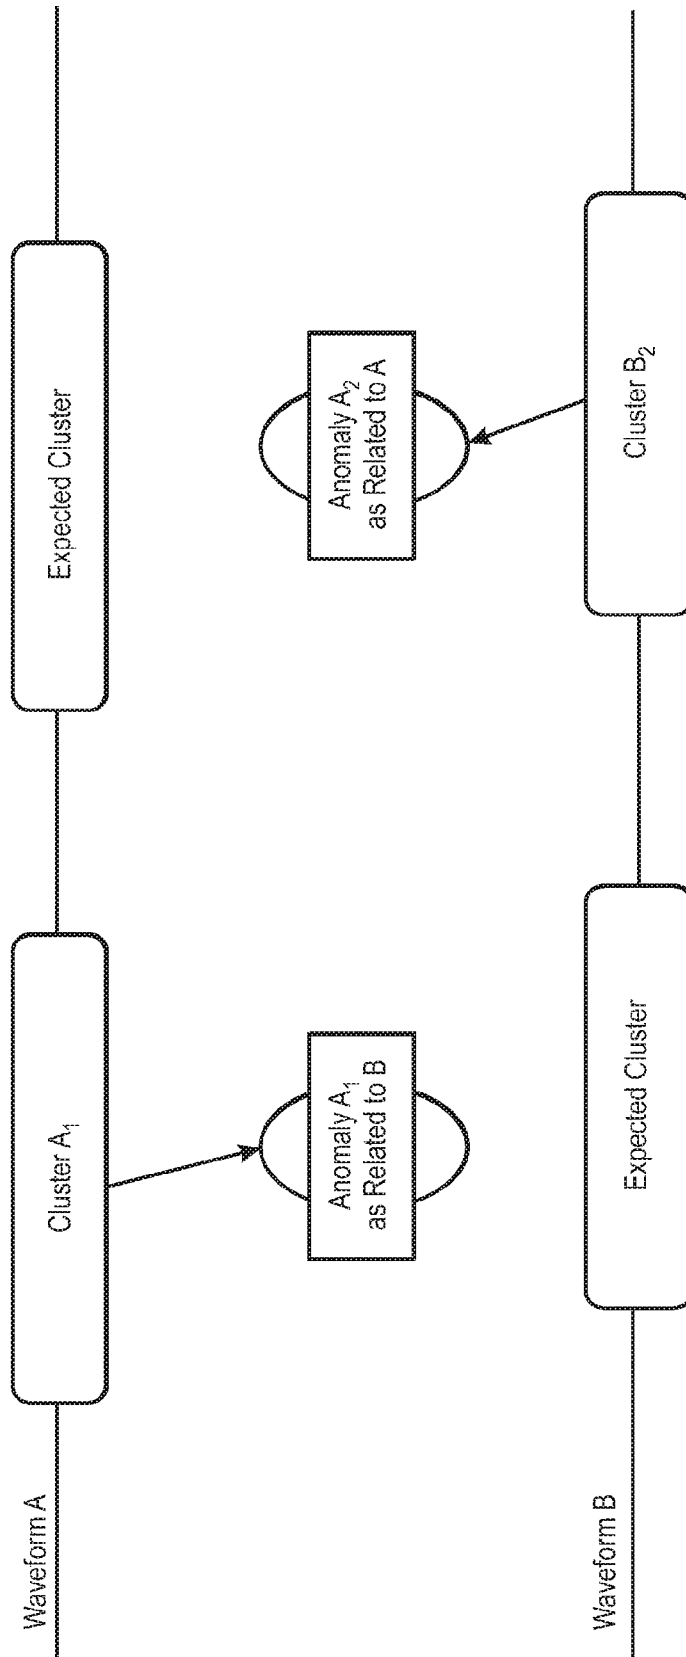 Waveform A
Cluster A₁
Expected Cluster
Anomaly A₁
as Related to B
Anomaly A₂
as Related to A
Waveform B
Expected Cluster
Cluster B₂